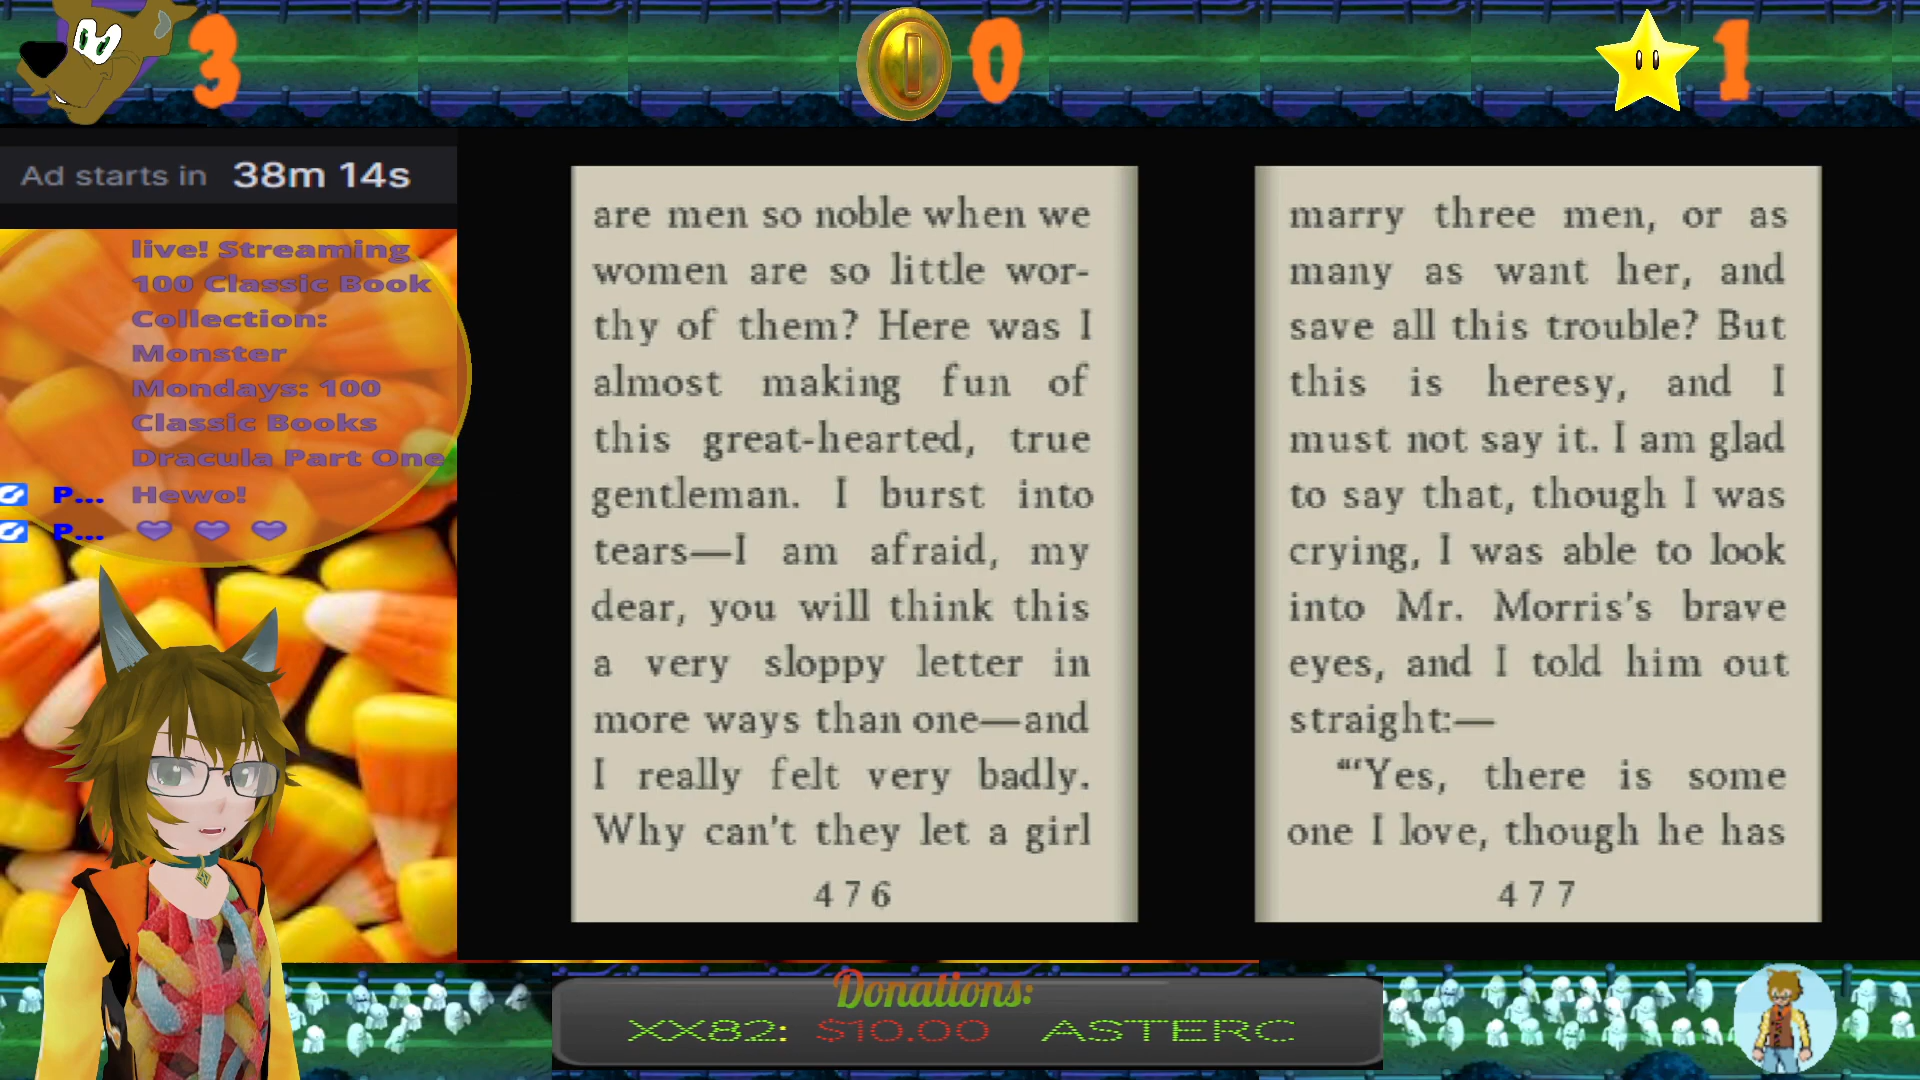 3
0
1
Ad starts in 38m 14s
live! Streaming
100 Classic Book
Collection:
Monster
Mondays: 100
Classic Books
Dracula Part One
P... Hewo!
P...
are men so noble when we
women are so little wor-
thy of them? Here was I
almost making fun of
this great-hearted, true
gentleman. I burst into
tears—I am afraid, my
dear, you will think this
a very sloppy letter in
more ways than one—and
I really felt very badly.
Why can't they let a girl
476
marry three men, or as
many as want her, and
save all this trouble? But
this is heresy, and I
must not say it. I am glad
to say that, though I was
crying, I was able to look
into Mr. Morris's brave
eyes, and I told him out
straight:—
"'Yes, there is some
one I love, though he has
477
Donations:
XX82: $10.00 ASTERC